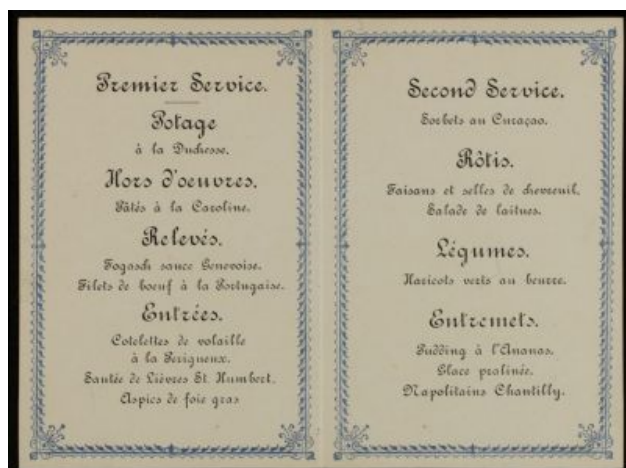 Premier Service.
Potage
à la Duchesse.
Hors d'oeuvres.
Pâtés à la Caroline.
Relevés.
Fogasch sauce Genevoise.
Filets de boeuf à la Portugaise.
Entrées.
Cotelettes de volaille
à la Perigueux.
Sautée de Lièvres St. Humbert.
Aspics de foie gras
Second Service.
Sorbets au Curaçao.
Rôtis.
Faisans et selles de chevreuil.
Salade de laitues.
Légumes.
Haricots verts au beurre.
Entremets.
Pudding à l'Ananas.
Glace pralinée.
Napolitains Chantilly.